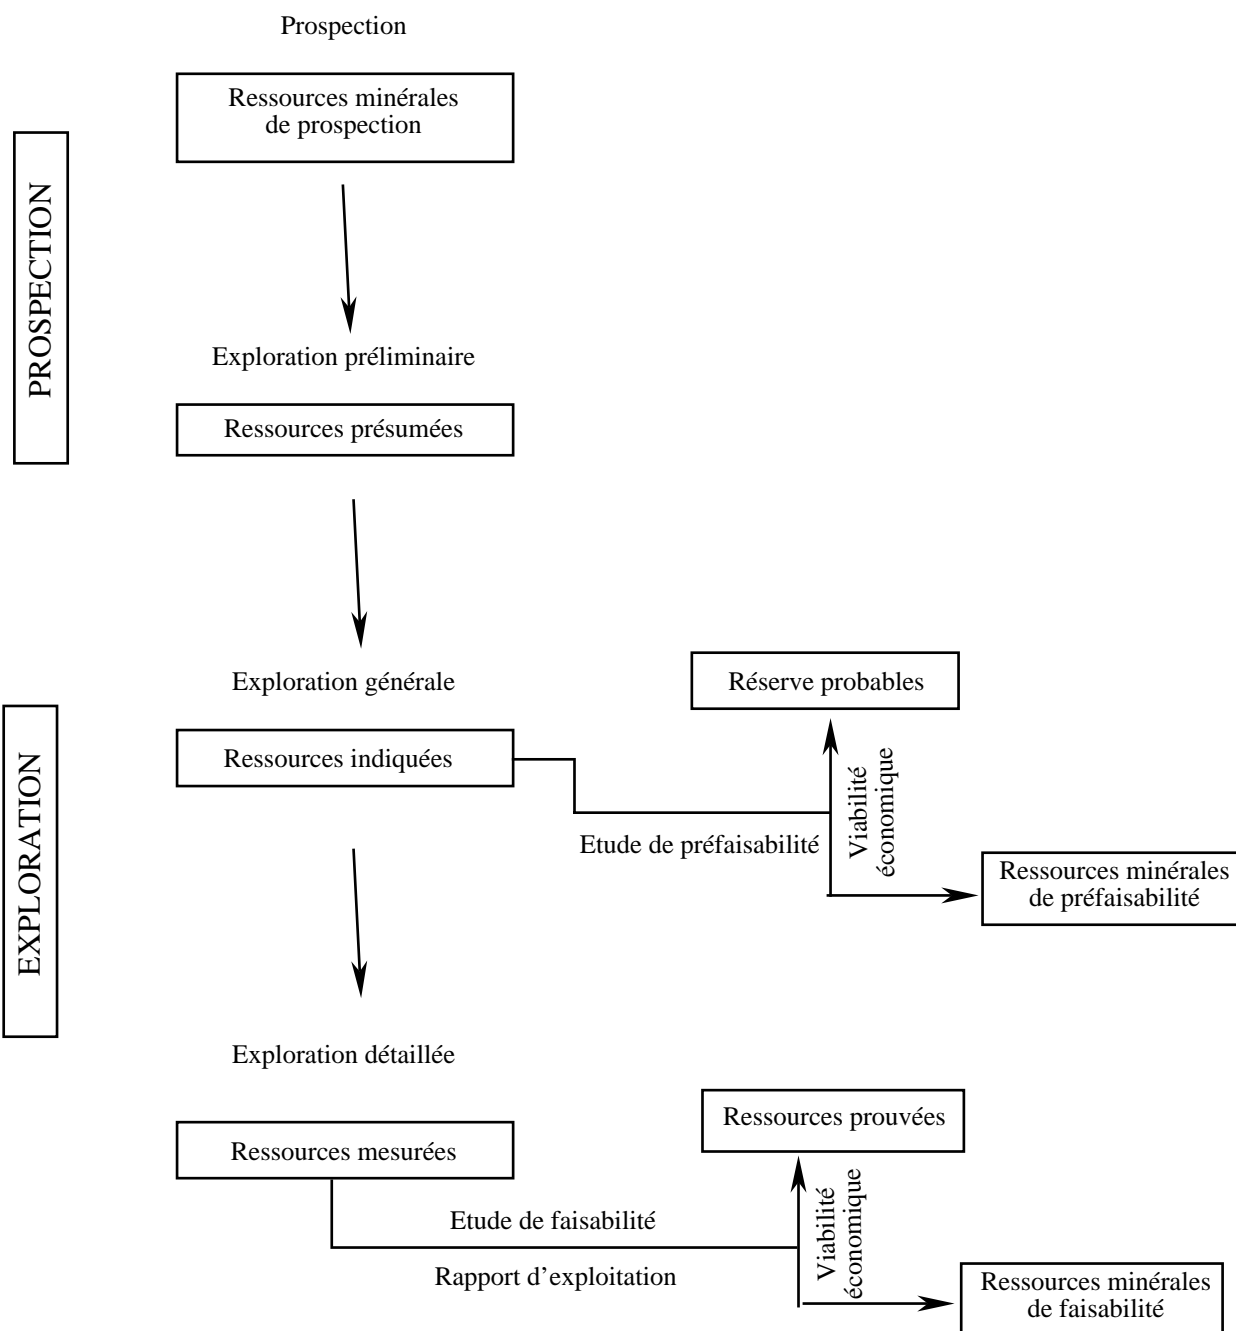 Prospection
Ressources minérales
de prospection
PROSPECTION
Exploration préliminaire
Ressources présumées
Exploration générale
Réserve probables
Ressources indiquées
EXPLORATION
Etude de préfaisabilité
Viabilité
économique
Ressources minérales
de préfaisabilité
Exploration détaillée
Ressources prouvées
Ressources mesurées
Etude de faisabilité
Rapport d’exploitation
Viabilité
économique
Ressources minérales
de faisabilité